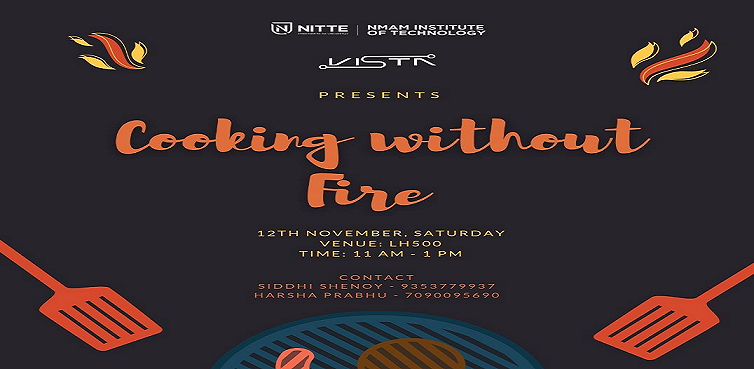 NITTE
NMAM INSTITUTE
OF TECHNOLOGY
VISTA
PRESENTS
Cooking without
Fire
12TH NOVEMBER, SATURDAY
VENUE: LH500
TIME: 11 AM - 1 PM
CONTACT
SIDDHI SHENOY - 9353779937
HARSHA PRABHU - 7090095690